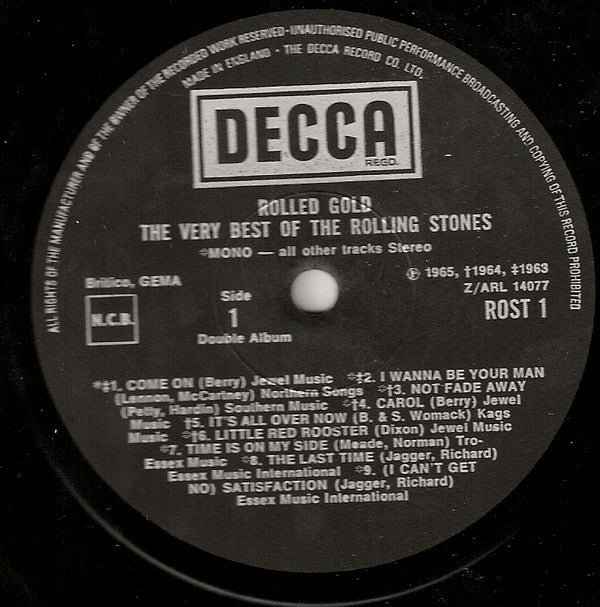 ALL RIGHTS OF THE MANUFACTURER AND OF THE OWNER OF THE RECORDED WORK RESERVED · UNAUTHORISED PUBLIC PERFORMANCE BROADCASTING AND COPYING OF THIS RECORD PROHIBITED
MADE IN ENGLAND · THE DECCA RECORD CO. LTD.
DECCA
REGD.
ROLLED GOLD
THE VERY BEST OF THE ROLLING STONES
*MONO — all other tracks Stereo
Britico, GEMA
℗ 1965, †1964, ‡1963
Z/ARL 14077
N.C.B.
Side
1
ROST 1
Double Album
*‡1. COME ON (Berry) Jewel Music *‡2. I WANNA BE YOUR MAN
(Lennon, McCartney) Northern Songs *†3. NOT FADE AWAY
(Petty, Hardin) Southern Music *†4. CAROL (Berry) Jewel
Music †5. IT'S ALL OVER NOW (B. & S. Womack) Kags
Music *†6. LITTLE RED ROOSTER (Dixon) Jewel Music
*7. TIME IS ON MY SIDE (Meade, Norman) Tro-
Essex Music *8. THE LAST TIME (Jagger, Richard)
Essex Music International *9. (I CAN'T GET
NO) SATISFACTION (Jagger, Richard)
Essex Music International